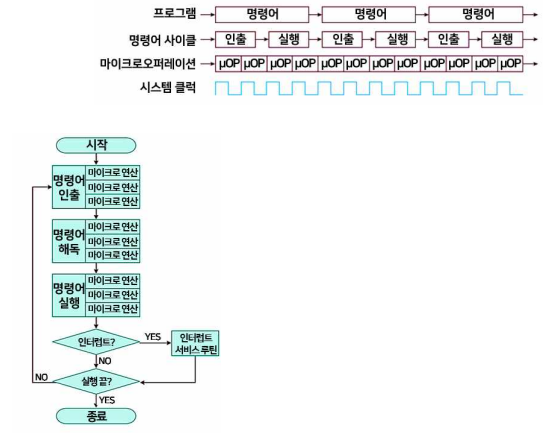 프로그램 명령어 명령어 명령어
명령어 사이클 인출 실행 인출 실행 인출 실행
마이크로오퍼레이션 μOP μOP μOP μOP μOP μOP μOP μOP μOP μOP μOP μOP
시스템 클럭
시작
명령어 인출
마이크로 연산
마이크로 연산
마이크로 연산
명령어 해독
마이크로 연산
마이크로 연산
마이크로 연산
명령어 실행
마이크로 연산
마이크로 연산
마이크로 연산
인터럽트? YES 인터럽트
서비스 루틴
NO
NO 실행 끝?
YES
종료